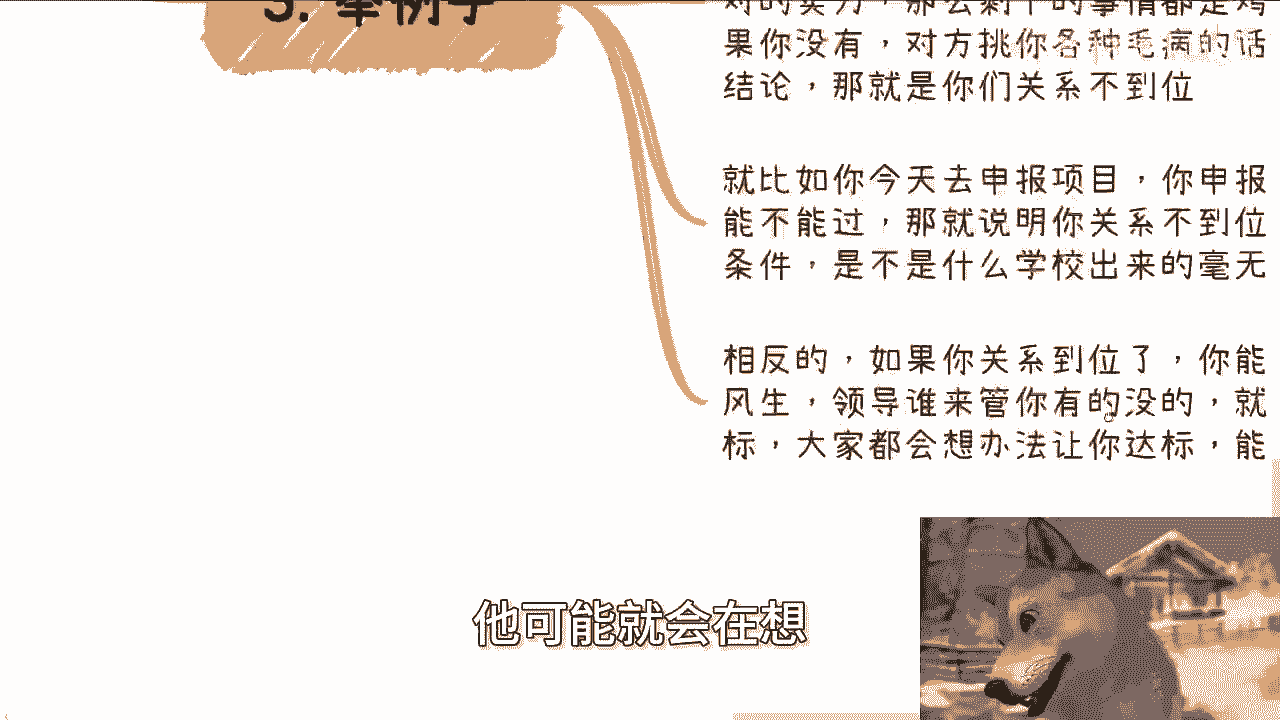 3. 举例子
对的实力，那么剩下的事情都是鸡
果你没有，对方挑你各种毛病的话
结论，那就是你们关系不到位
就比如你今天去申报项目，你申报
能不能过，那就说明你关系不到位
条件，是不是什么学校出来的毫无
相反的，如果你关系到位了，你能
风生，领导谁来管你有的没的，就
标，大家都会想办法让你达标，能
他可能就会在想